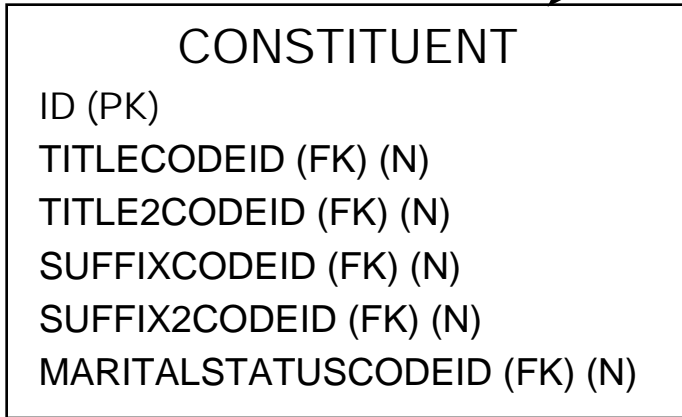 CONSTITUENT
ID (PK)
TITLECODEID (FK) (N)
TITLE2CODEID (FK) (N)
SUFFIXCODEID (FK) (N)
SUFFIX2CODEID (FK) (N)
MARITALSTATUSCODEID (FK) (N)